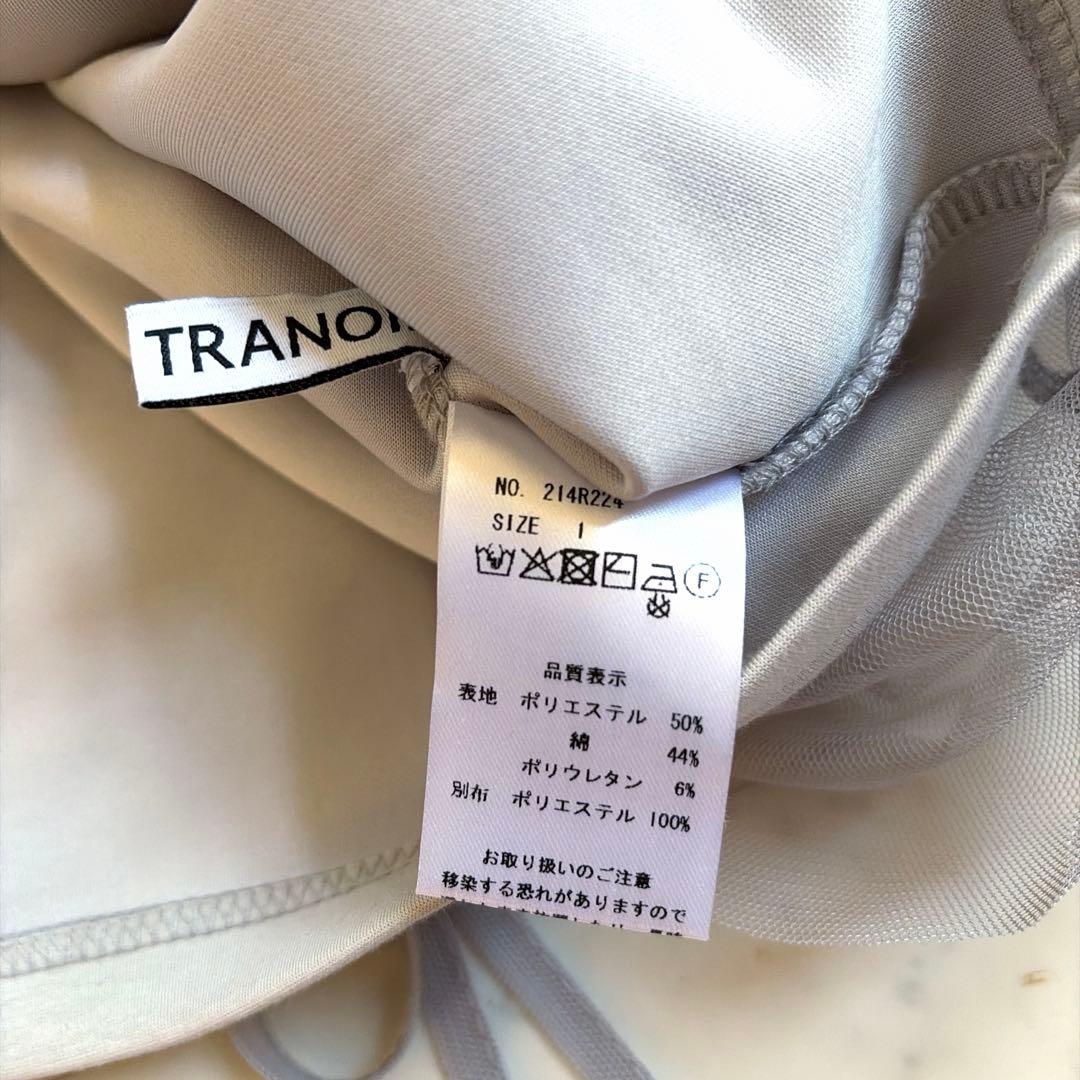 TRANOI
NO. 214R224
SIZE 1
F
品質表示
表地 ポリエステル 50%
綿 44%
ポリウレタン 6%
別布 ポリエステル 100%
お取り扱いのご注意
移染する恐れがありますので